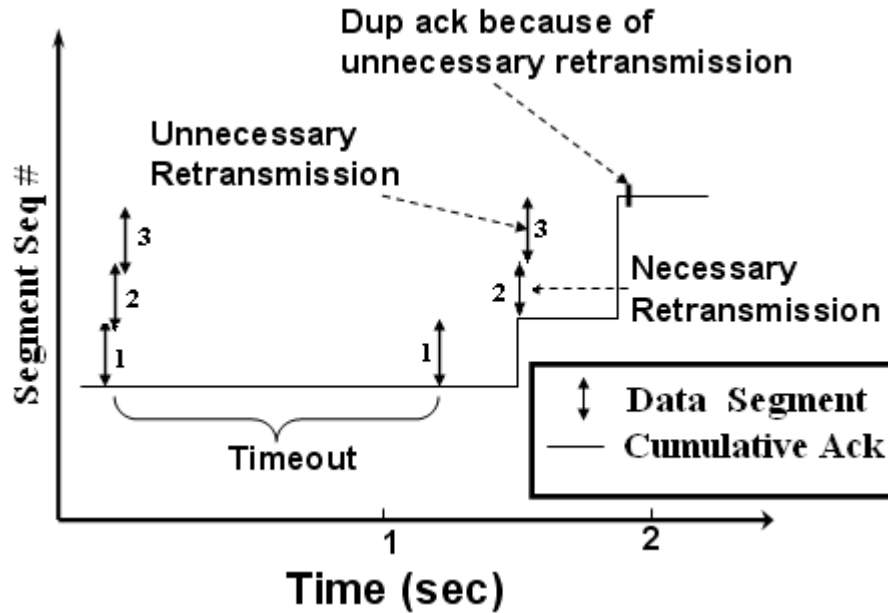 Dup ack because of
unnecessary retransmission
Unnecessary
Retransmission
Segment Seq #
3
2
1
3
2
1
Necessary
Retransmission
Timeout
Data Segment
Cumulative Ack
1
2
Time (sec)